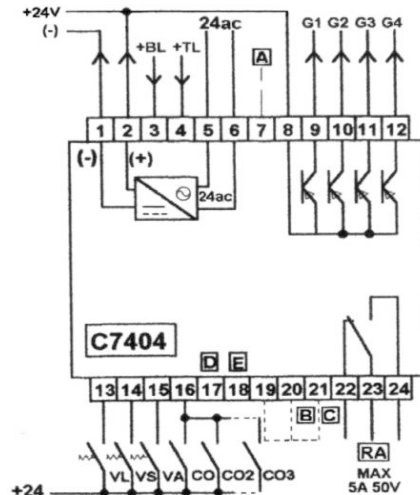 +24V
(-)
+BL +TL
24ac
A
G1 G2 G3 G4
1 2 3 4 5 6 7 8 9 10 11 12
(-) (+)
24ac
C7404
D E
13 14 15 16 17 18 19 20 21 22 23 24
B C
VL VS VA CO CO2 CO3
RA
MAX
5A 50V
+24